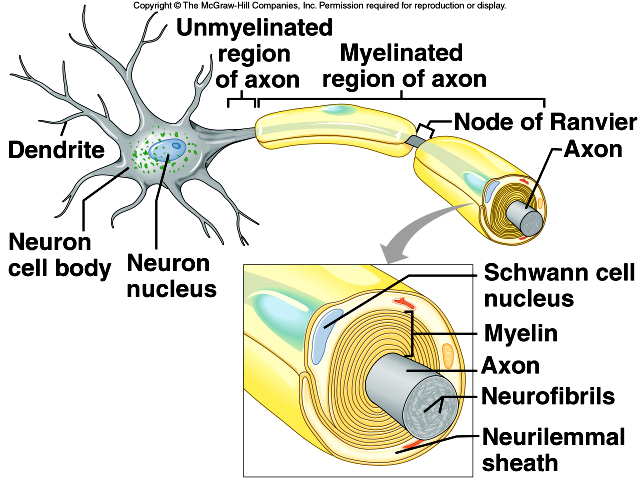 Copyright © The McGraw-Hill Companies, Inc. Permission required for reproduction or display.
Unmyelinated
region
of axon
Myelinated
region of axon
Node of Ranvier
Axon
Dendrite
Neuron
cell body
Neuron
nucleus
Schwann cell
nucleus
Myelin
Axon
Neurofibrils
Neurilemmal
sheath